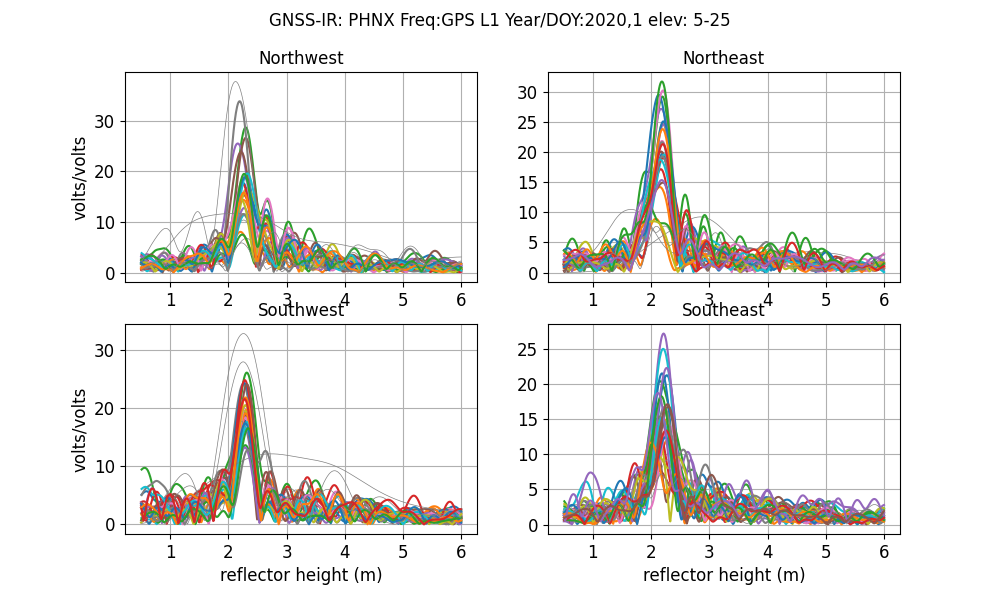 GNSS-IR: PHNX Freq:GPS L1 Year/DOY:2020,1 elev: 5-25
Northwest
Northeast
volts/volts
30
20
10
0
1 2 3 4 5 6
30
25
20
15
10
5
0
1 2 3 4 5 6
Southwest
Southeast
volts/volts
30
20
10
0
1 2 3 4 5 6
reflector height (m)
25
20
15
10
5
0
1 2 3 4 5 6
reflector height (m)